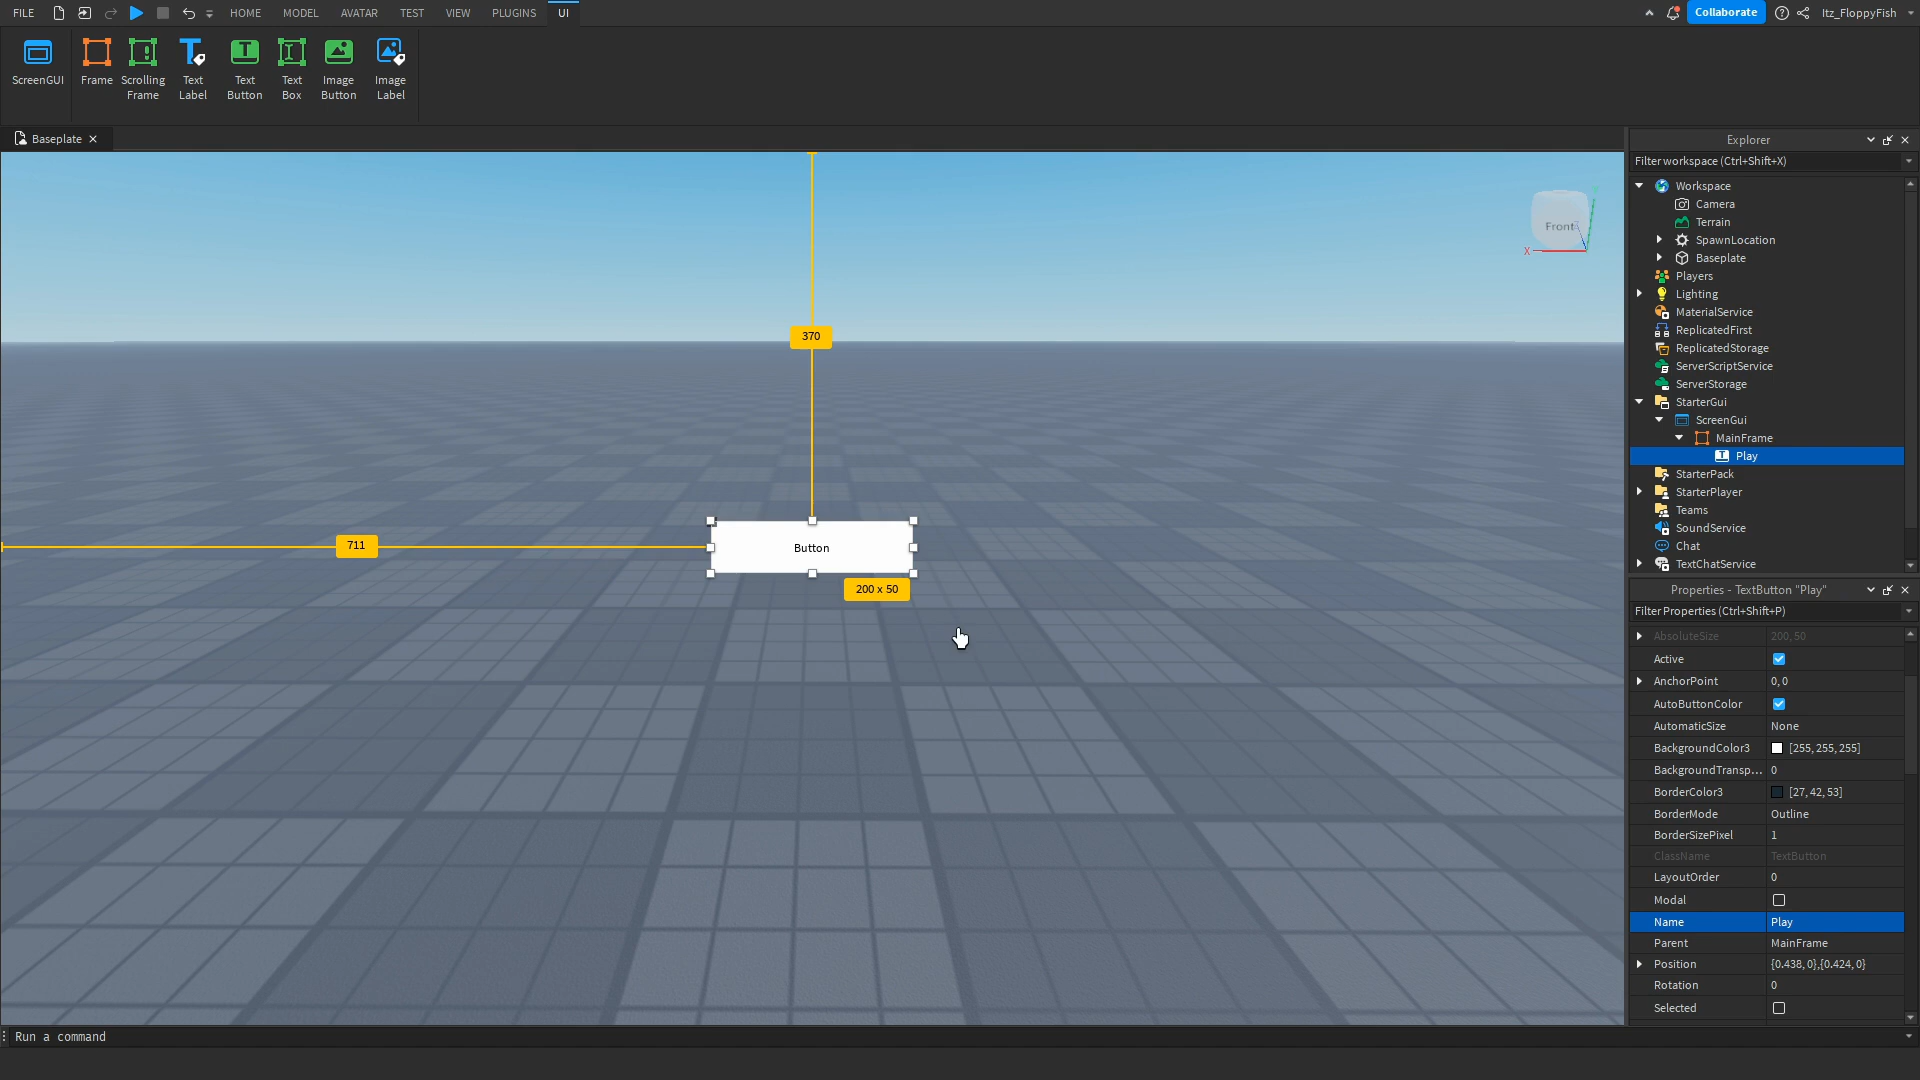 FILE HOME MODEL AVATAR TEST VIEW PLUGINS UI Collaborate Itz_FloppyFish
ScreenGUI
Frame
Scrolling
Frame
Text
Label
Text
Button
Text
Box
Image
Button
Image
Label
Baseplate
370
711
Button
200 x 50
Front
X
Explorer
Filter workspace (Ctrl+Shift+X)
Workspace
Camera
Terrain
SpawnLocation
Baseplate
Players
Lighting
MaterialService
ReplicatedFirst
ReplicatedStorage
ServerScriptService
ServerStorage
StarterGui
ScreenGui
MainFrame
Play
StarterPack
StarterPlayer
Teams
SoundService
Chat
TextChatService
Properties - TextButton "Play"
Filter Properties (Ctrl+Shift+P)
AbsoluteSize 200, 50
Active
AnchorPoint 0, 0
AutoButtonColor
AutomaticSize None
BackgroundColor3 [255, 255, 255]
BackgroundTransp... 0
BorderColor3 [27, 42, 53]
BorderMode Outline
BorderSizePixel 1
ClassName TextButton
LayoutOrder 0
Modal
Name Play
Parent MainFrame
Position {0.438, 0},{0.424, 0}
Rotation 0
Selected
Run a command